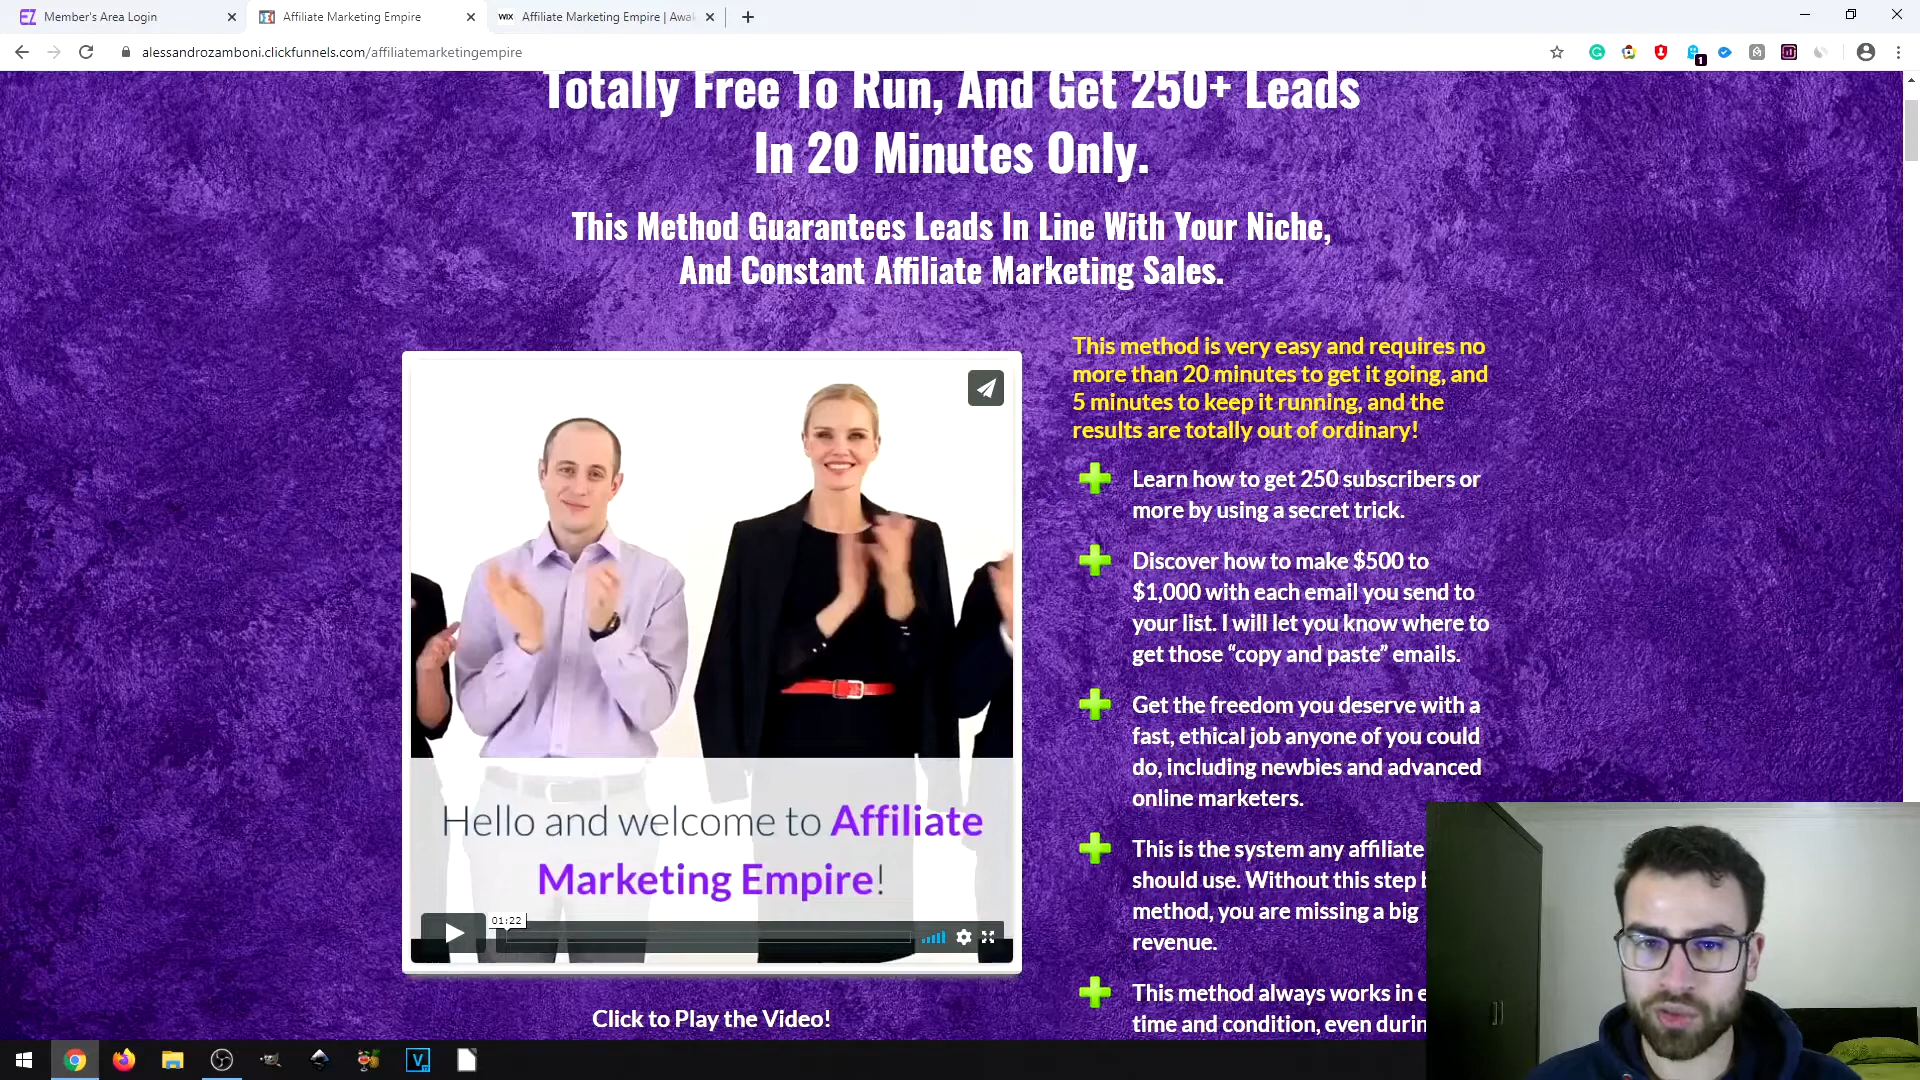 Member's Area Login
Affiliate Marketing Empire
WIX
Affiliate Marketing Empire | Awa
alessandrozamboni.clickfunnels.com/affiliatemarketingempire
1
Totally Free To Run, And Get 250+ Leads
In 20 Minutes Only.
This Method Guarantees Leads In Line With Your Niche,
And Constant Affiliate Marketing Sales.
This method is very easy and requires no
more than 20 minutes to get it going, and
5 minutes to keep it running, and the
results are totally out of ordinary!
Learn how to get 250 subscribers or
more by using a secret trick.
Discover how to make $500 to
$1,000 with each email you send to
your list. I will let you know where to
get those “copy and paste” emails.
Get the freedom you deserve with a
fast, ethical job anyone of you could
do, including newbies and advanced
online marketers.
This is the system any affiliate
should use. Without this step b
method, you are missing a big
revenue.
This method always works in e
time and condition, even durin
Hello and welcome to Affiliate
Marketing Empire!
01:22
Click to Play the Video!